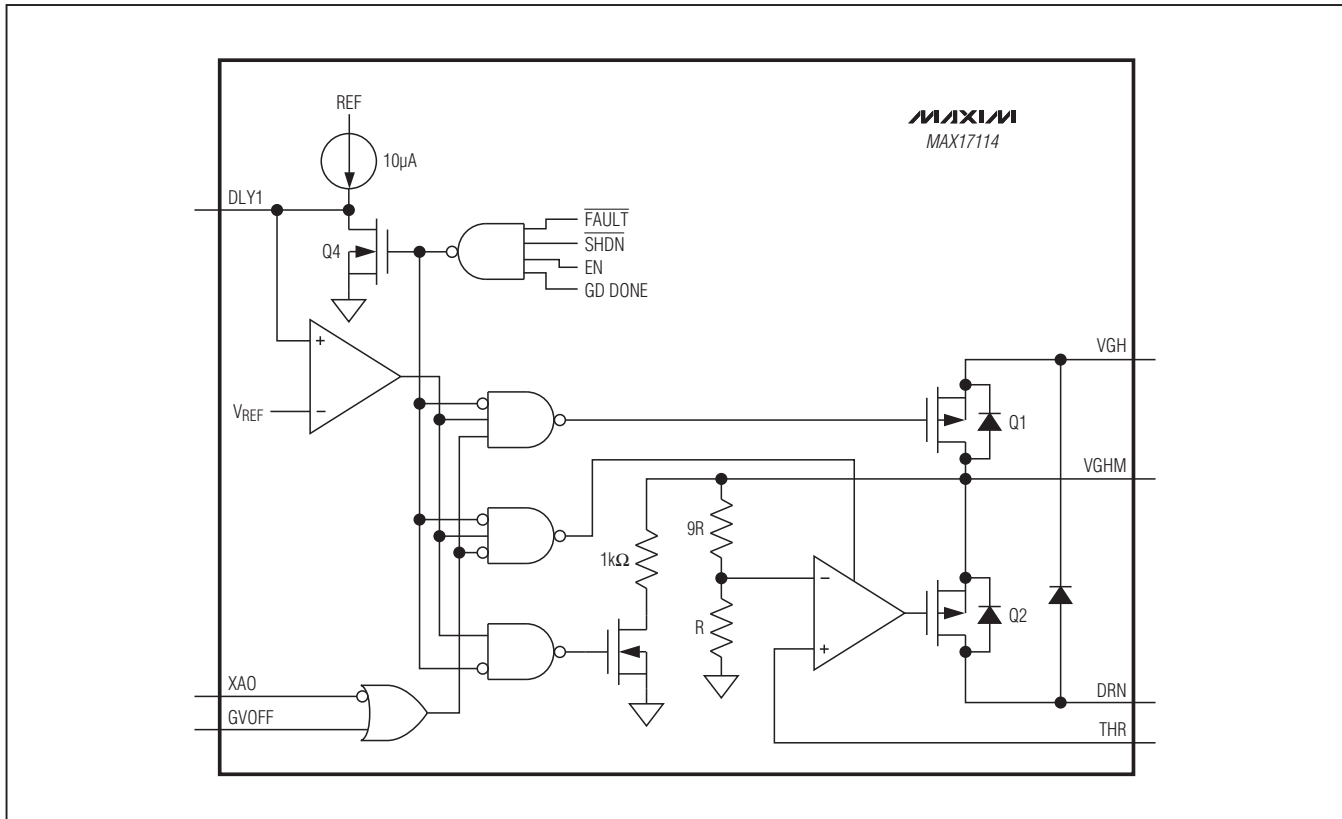 REF
MAXIM
MAX17114
10µA
DLY1
FAULT
SHDN
Q4
EN
GD DONE
VGH
+
VREF
−
Q1
VGHM
9R
1kΩ
−
R
Q2
+
XAO
GVOFF
DRN
THR